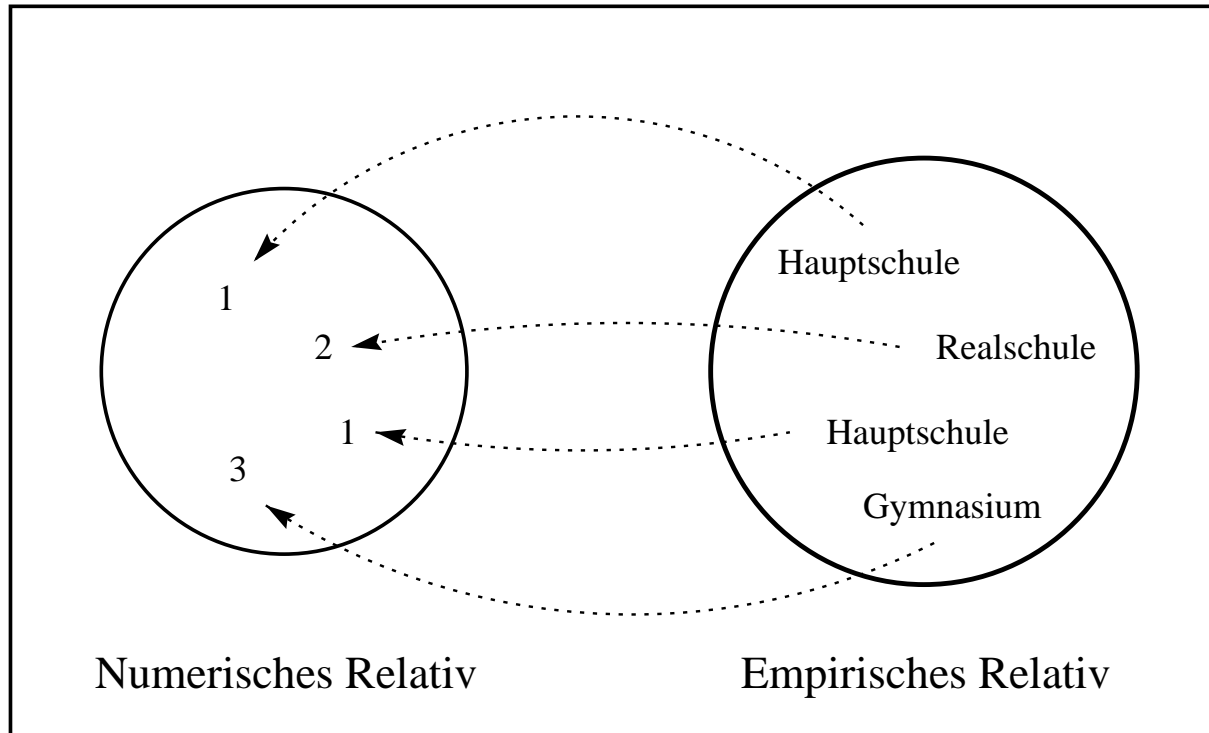 Hauptschule
1
2
Realschule
1
Hauptschule
3
Gymnasium
Numerisches Relativ
Empirisches Relativ